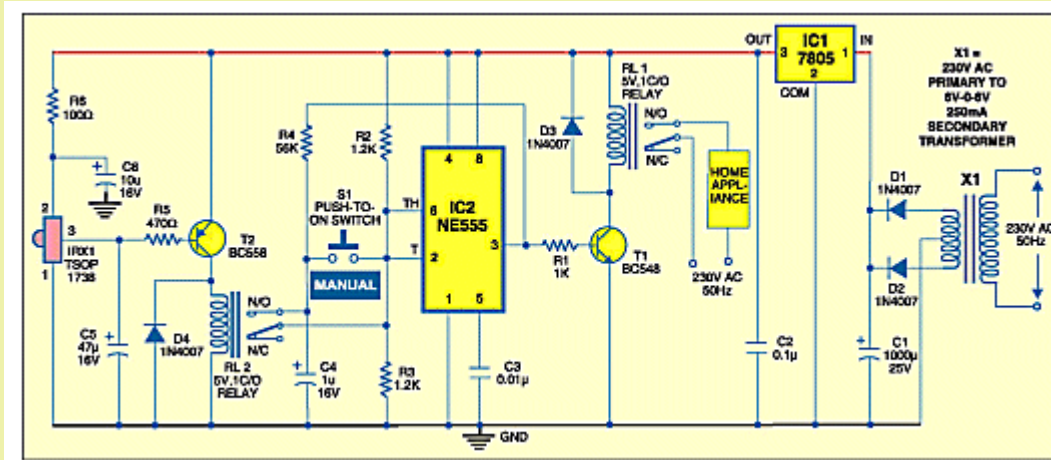 R6
100Ω
C6
10u
16V
2
3
1
IRX1
TSOP
1738
R5
470Ω
T2
BC558
C5
47µ
16V
D4
1N4007
RL 2
5V,1C/O
RELAY
N/O
N/C
R4
56K
R2
1.2K
S1
PUSH-TO-
ON SWITCH
MANUAL
C4
1u
16V
R3
1.2K
TH
T
4
8
6
2
IC2
NE555
3
1
5
C3
0.01µ
GND
R1
1K
T1
BC548
D3
1N4007
RL 1
5V,1C/O
RELAY
N/O
N/C
HOME
APPL-
IANCE
230V AC
50Hz
OUT
3
IC1
7805
1
IN
2
COM
C2
0.1µ
X1 =
230V AC
PRIMARY TO
6V-0-6V
250mA
SECONDARY
TRANSFORMER
D1
1N4007
X1
D2
1N4007
C1
1000µ
25V
230V AC
50Hz